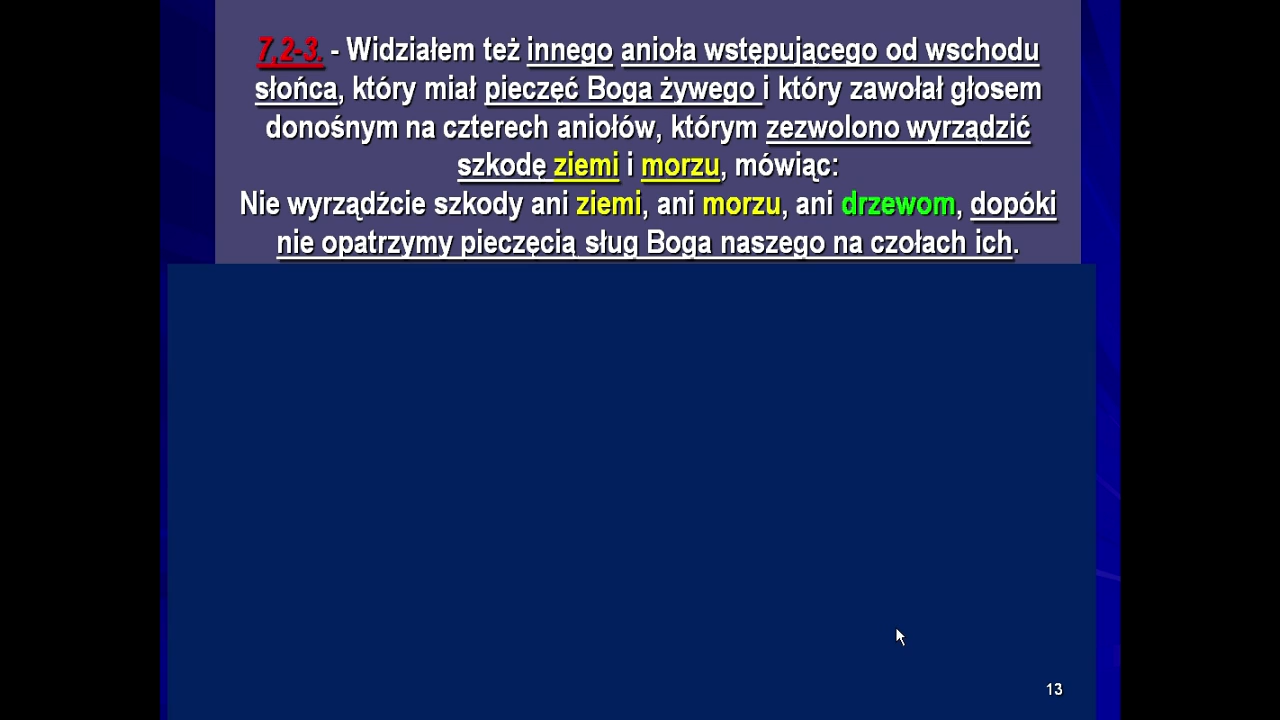 7,2-3. - Widziałem też innego anioła wstępującego od wschodu
słońca, który miał pieczęć Boga żywego i który zawołał głosem
donośnym na czterech aniołów, którym zezwolono wyrządzić
szkodę ziemi i morzu, mówiąc:
Nie wyrządźcie szkody ani ziemi, ani morzu, ani drzewom, dopóki
nie opatrzymy pieczęcią sług Boga naszego na czołach ich.
13